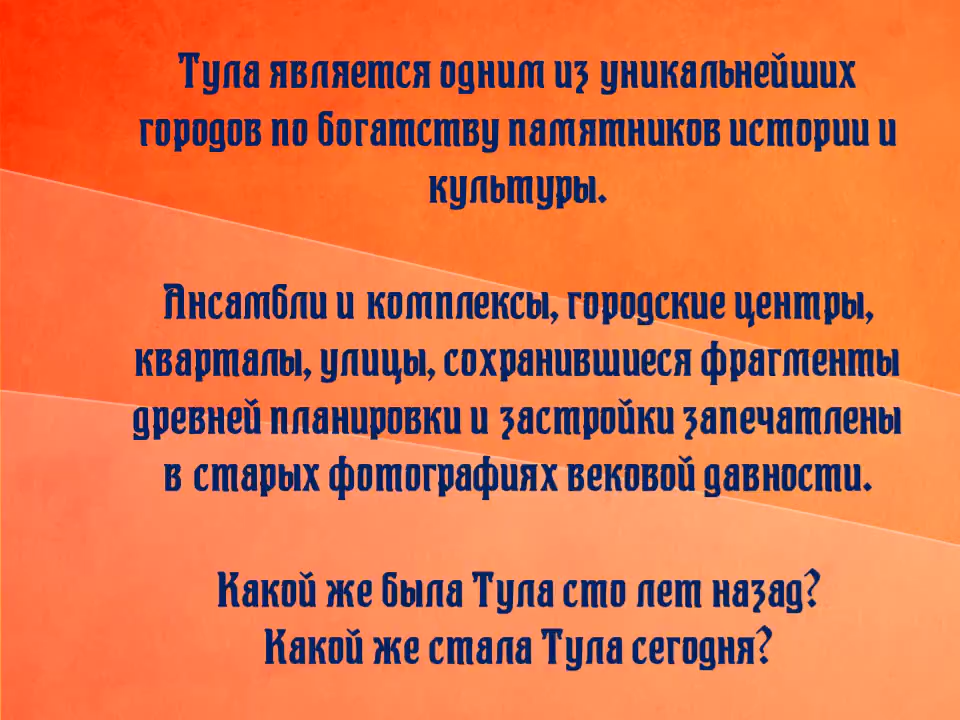 Тула является одним из уникальнейших
городов по богатству памятников истории и
культуры.
Ансамбли и комплексы, городские центры,
кварталы, улицы, сохранившиеся фрагменты
древней планировки и застройки запечатлены
в старых фотографиях вековой давности.
Какой же была Тула сто лет назад?
Какой же стала Тула сегодня?